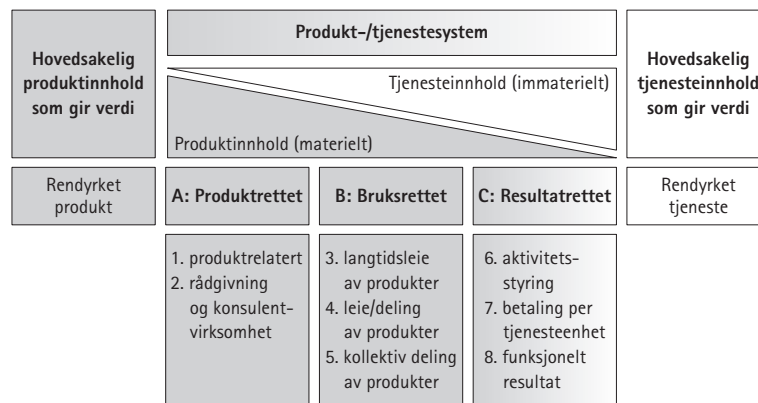 Hovedsakelig
produktinnhold
som gir verdi
Produkt-/tjenestesystem
Tjenesteinnhold (immaterielt)
Produktinnhold (materielt)
Hovedsakelig
tjenesteinnhold
som gir verdi
Rendyrket
produkt
A: Produktrettet
B: Bruksrettet
C: Resultatrettet
Rendyrket
tjeneste
1. produktrelatert
2. rådgivning
og konsulent-
virksomhet
3. langtidsleie
av produkter
4. leie/deling
av produkter
5. kollektiv deling
av produkter
6. aktivitets-
styring
7. betaling per
tjenesteenhet
8. funksjonelt
resultat